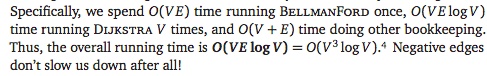 Specifically, we spend O(VE) time running BELLMANFORD once, O(VE log V)
time running DIJKSTRA V times, and O(V + E) time doing other bookkeeping.
Thus, the overall running time is O(VE log V) = O(V³ log V).⁴ Negative edges
don't slow us down after all!